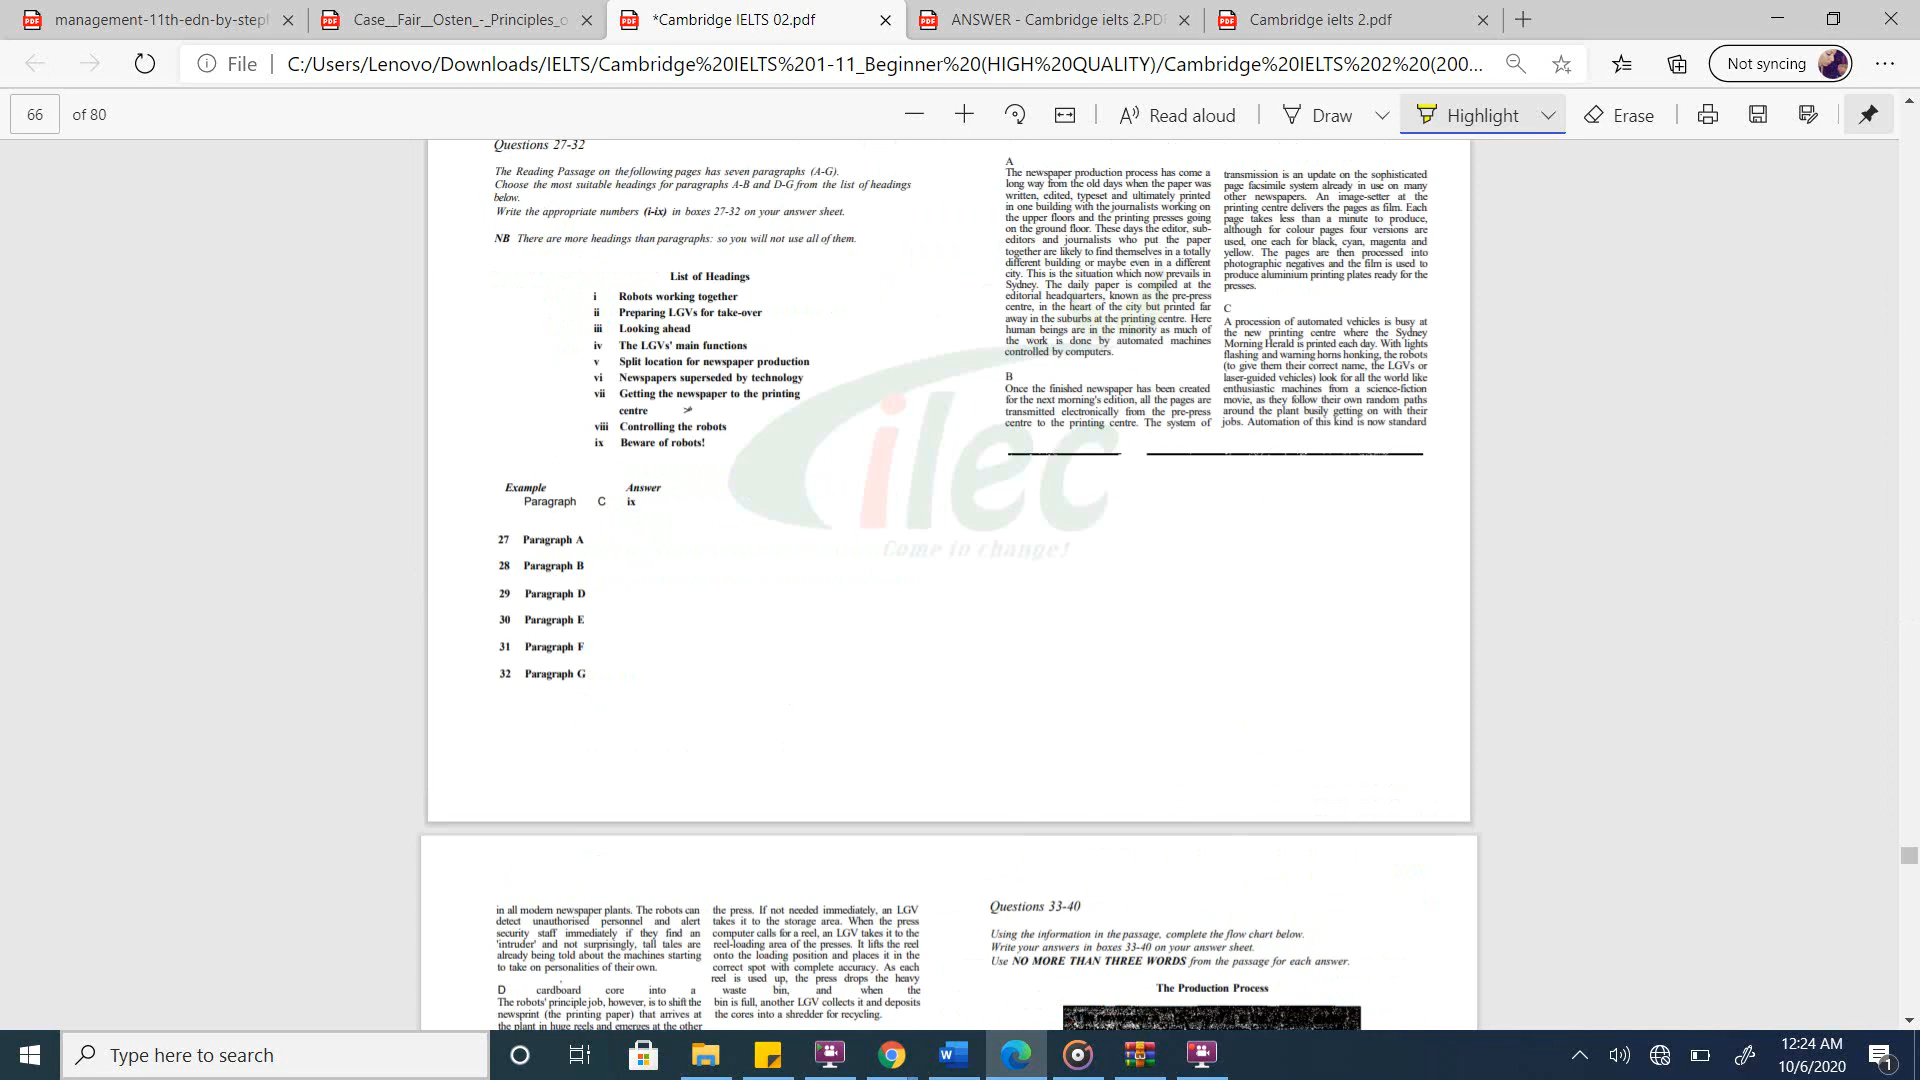 management-11th-edn-by-step
Case__Fair__Osten_-_Principles_o
*Cambridge IELTS 02.pdf
ANSWER - Cambridge ielts 2.PD
Cambridge ielts 2.pdf
File
C:/Users/Lenovo/Downloads/IELTS/Cambridge%20IELTS%201-11_Beginner%20(HIGH%20QUALITY)/Cambridge%20IELTS%202%20(200...
Not syncing
66
of 80
Read aloud
Draw
Highlight
Erase
Questions 27-32
The Reading Passage on the following pages has seven paragraphs (A-G).
Choose the most suitable headings for paragraphs A-B and D-G from the list of headings
below.
Write the appropriate numbers (i-ix) in boxes 27-32 on your answer sheet.
NB There are more headings than paragraphs: so you will not use all of them.
List of Headings
i Robots working together
ii Preparing LGVs for take-over
iii Looking ahead
iv The LGVs' main functions
v Split location for newspaper production
vi Newspapers superseded by technology
vii Getting the newspaper to the printing
centre
viii Controlling the robots
ix Beware of robots!
Example Answer
Paragraph C ix
27 Paragraph A
28 Paragraph B
29 Paragraph D
30 Paragraph E
31 Paragraph F
32 Paragraph G
A
The newspaper production process has come a
long way from the old days when the paper was
written, edited, typeset and ultimately printed
in one building with the journalists working on
the upper floors and the printing presses going
on the ground floor. These days the editor, sub-
editors and journalists who put the paper
together are likely to find themselves in a totally
different building or maybe even in a different
city. This is the situation which now prevails in
Sydney. The daily paper is compiled at the
editorial headquarters, known as the pre-press
centre, in the heart of the city but printed far
away in the suburbs at the printing centre. Here
human beings are in the minority as much of
the work is done by automated machines
controlled by computers.
B
Once the finished newspaper has been created
for the next morning's edition, all the pages are
transmitted electronically from the pre-press
centre to the printing centre. The system of
transmission is an update on the sophisticated
page facsimile system already in use on many
other newspapers. An image-setter at the
printing centre delivers the pages as film. Each
page takes less than a minute to produce,
although for colour pages four versions are
used, one each for black, cyan, magenta and
yellow. The pages are then processed into
photographic negatives and the film is used to
produce aluminium printing plates ready for the
presses.
C
A procession of automated vehicles is busy at
the new printing centre where the Sydney
Morning Herald is printed each day. With lights
flashing and warning horns honking, the robots
(to give them their correct name, the LGVs or
laser-guided vehicles) look for all the world like
enthusiastic machines from a science-fiction
movie, as they follow their own random paths
around the plant busily getting on with their
jobs. Automation of this kind is now standard
ilec
Come to change!
in all modern newspaper plants. The robots can
detect unauthorised personnel and alert
security staff immediately if they find an
'intruder' and not surprisingly, tall tales are
already being told about the machines starting
to take on personalities of their own.
D cardboard core into a
The robots' principle job, however, is to shift the
newsprint (the printing paper) that arrives at
the plant in huge reels and emerges at the other
the press. If not needed immediately, an LGV
takes it to the storage area. When the press
computer calls for a reel, an LGV takes it to the
reel-loading area of the presses. It lifts the reel
onto the loading position and places it in the
correct spot with complete accuracy. As each
reel is used up, the press drops the heavy
waste bin, and when the
bin is full, another LGV collects it and deposits
the cores into a shredder for recycling.
Questions 33-40
Using the information in the passage, complete the flow chart below.
Write your answers in boxes 33-40 on your answer sheet.
Use NO MORE THAN THREE WORDS from the passage for each answer.
The Production Process
Type here to search
12:24 AM
10/6/2020
1